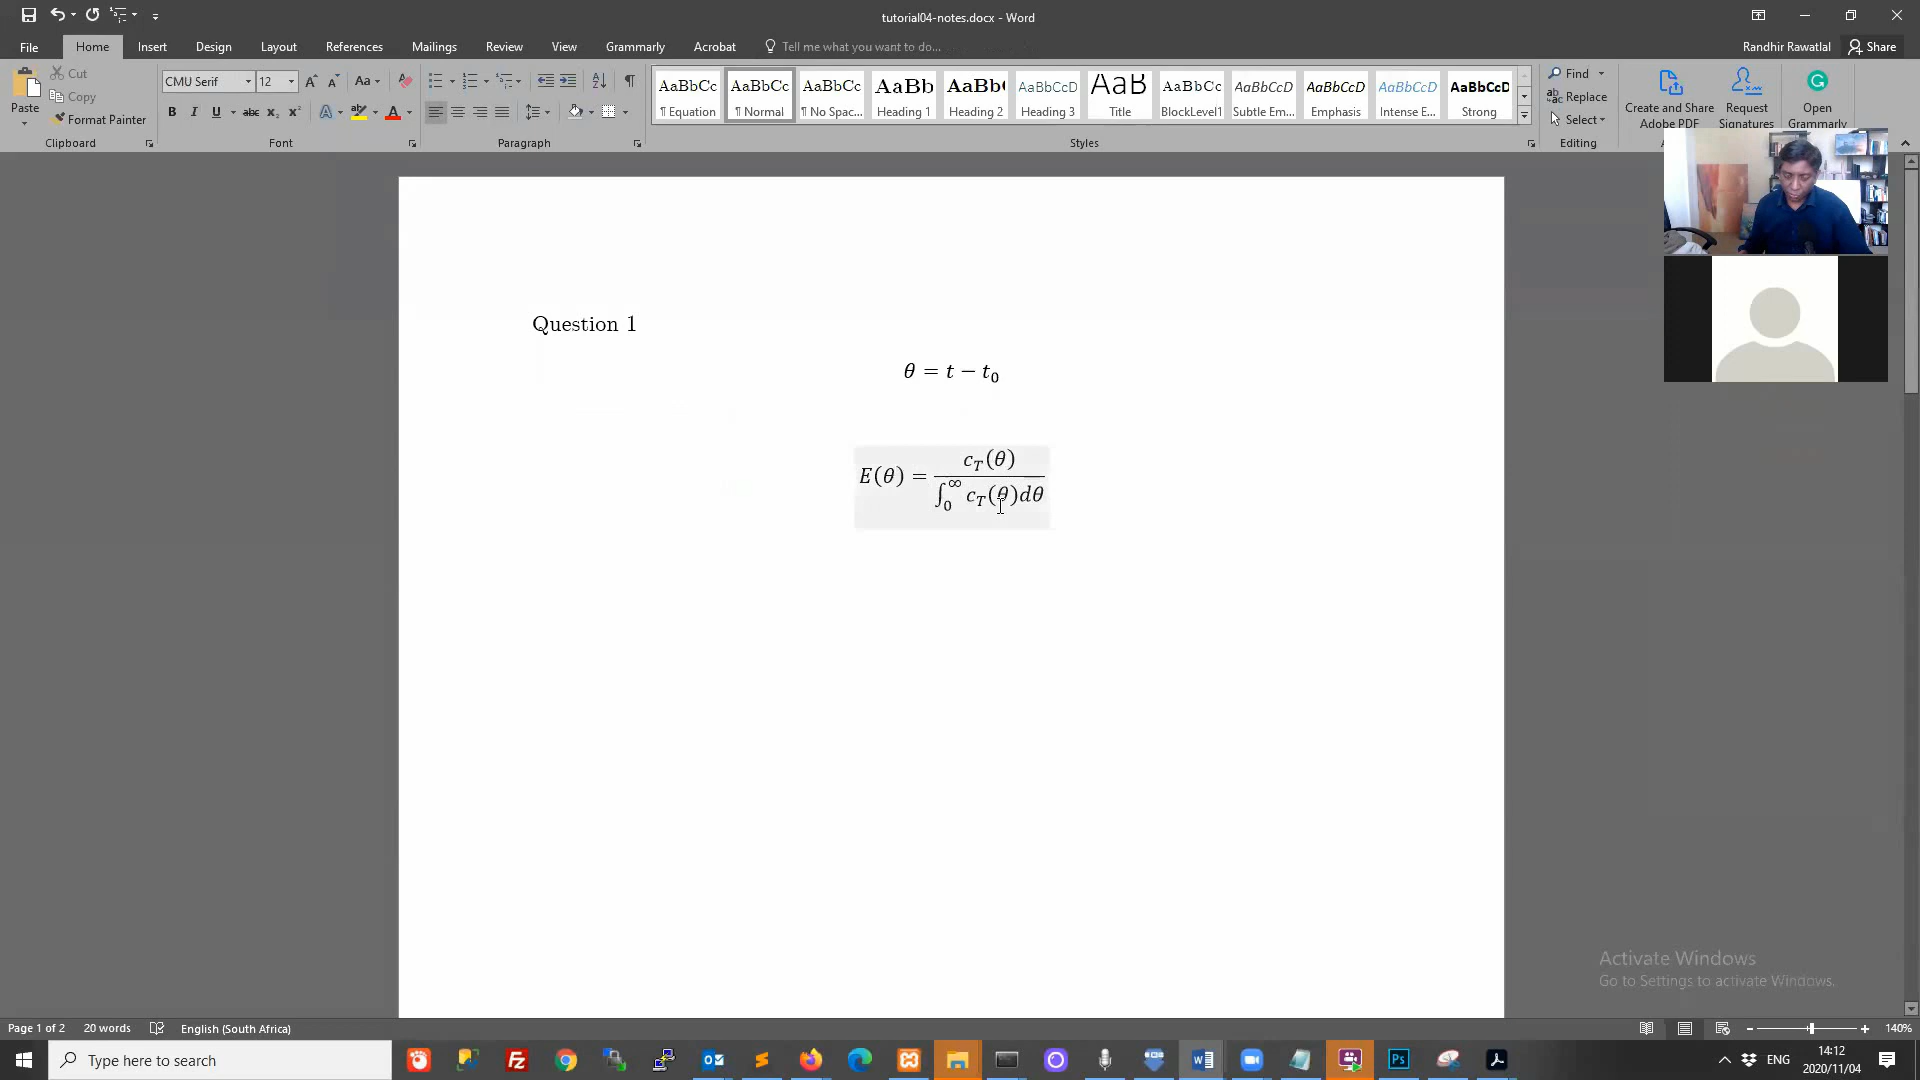 tutorial04-notes.docx - Word
File Home Insert Design Layout References Mailings Review View Grammarly Acrobat Tell me what you want to do... Randhir Rawatlal Share
Paste
Cut
Copy
Format Painter
Clipboard
CMU Serif 12
Font
Paragraph
AaBbCc AaBbCc AaBbCc AaBb AaBb( AaBbCcD AaB AaBbCc AaBbCcD AaBbCcD AaBbCcD AaBbCcD
¶ Equation ¶ Normal ¶ No Spac... Heading 1 Heading 2 Heading 3 Title BlockLevel1 Subtle Em... Emphasis Intense E... Strong
Styles
Find
Replace
Select
Editing
Create and Share
Adobe PDF
Request
Signatures
Open
Grammarly
Question 1
θ = t − t₀
E(θ) = c_T(θ) / ∫₀^∞ c_T(θ)dθ
Activate Windows
Go to Settings to activate Windows.
Page 1 of 2 20 words English (South Africa) 140%
Type here to search
ENG
14:12
2020/11/04